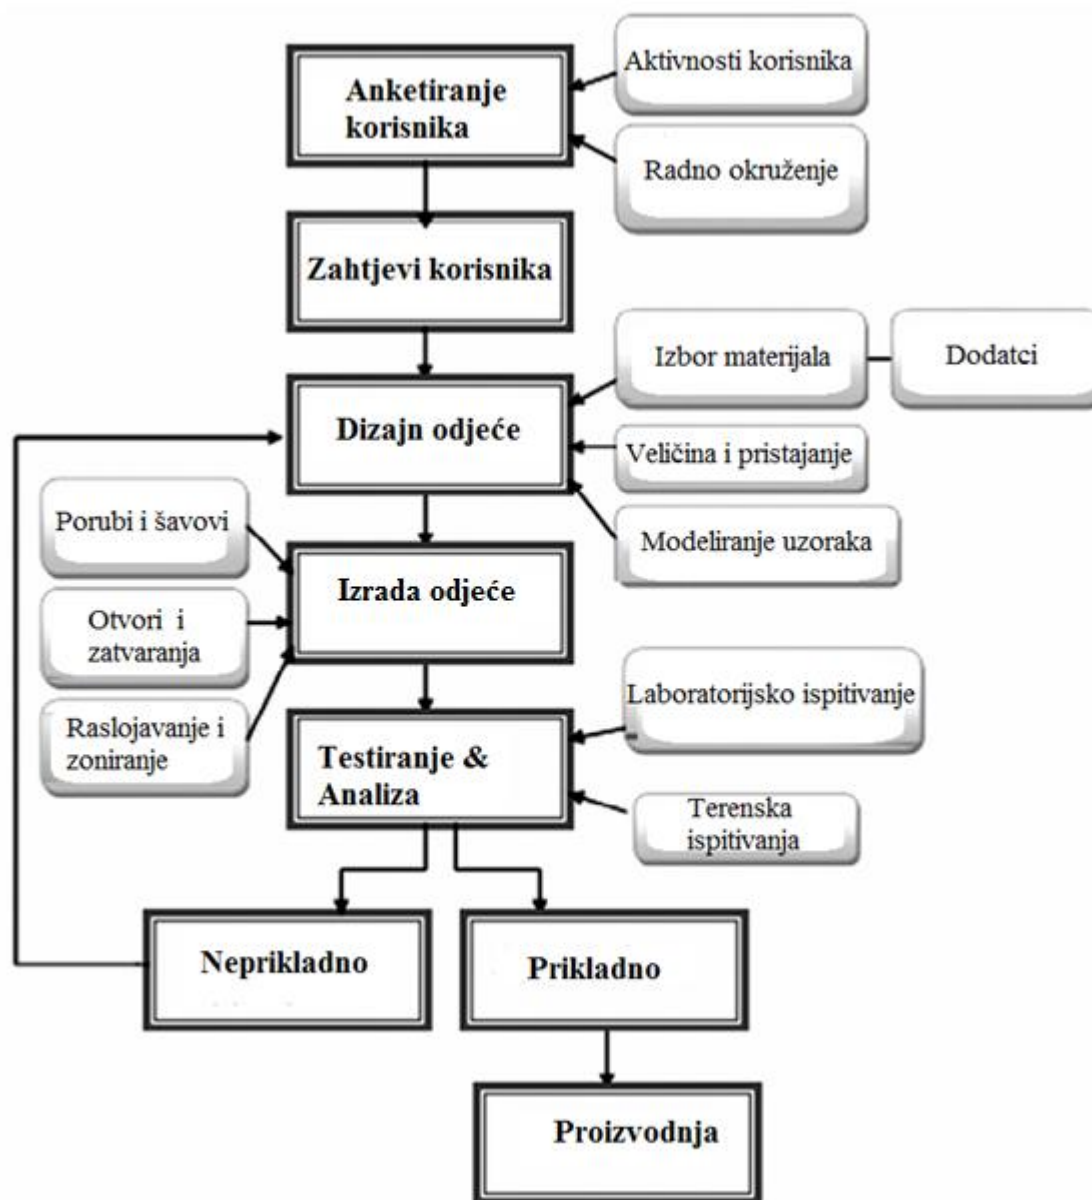 Anketiranje
korisnika
Aktivnosti korisnika
Radno okruženje
Zahtjevi korisnika
Izbor materijala
Dodatci
Dizajn odjeće
Veličina i pristajanje
Modeliranje uzoraka
Porubi i šavovi
Izrada odjeće
Otvori i
zatvaranja
Raslojavanje i
zoniranje
Laboratorijsko ispitivanje
Testiranje &
Analiza
Terenska
ispitivanja
Neprikladno
Prikladno
Proizvodnja